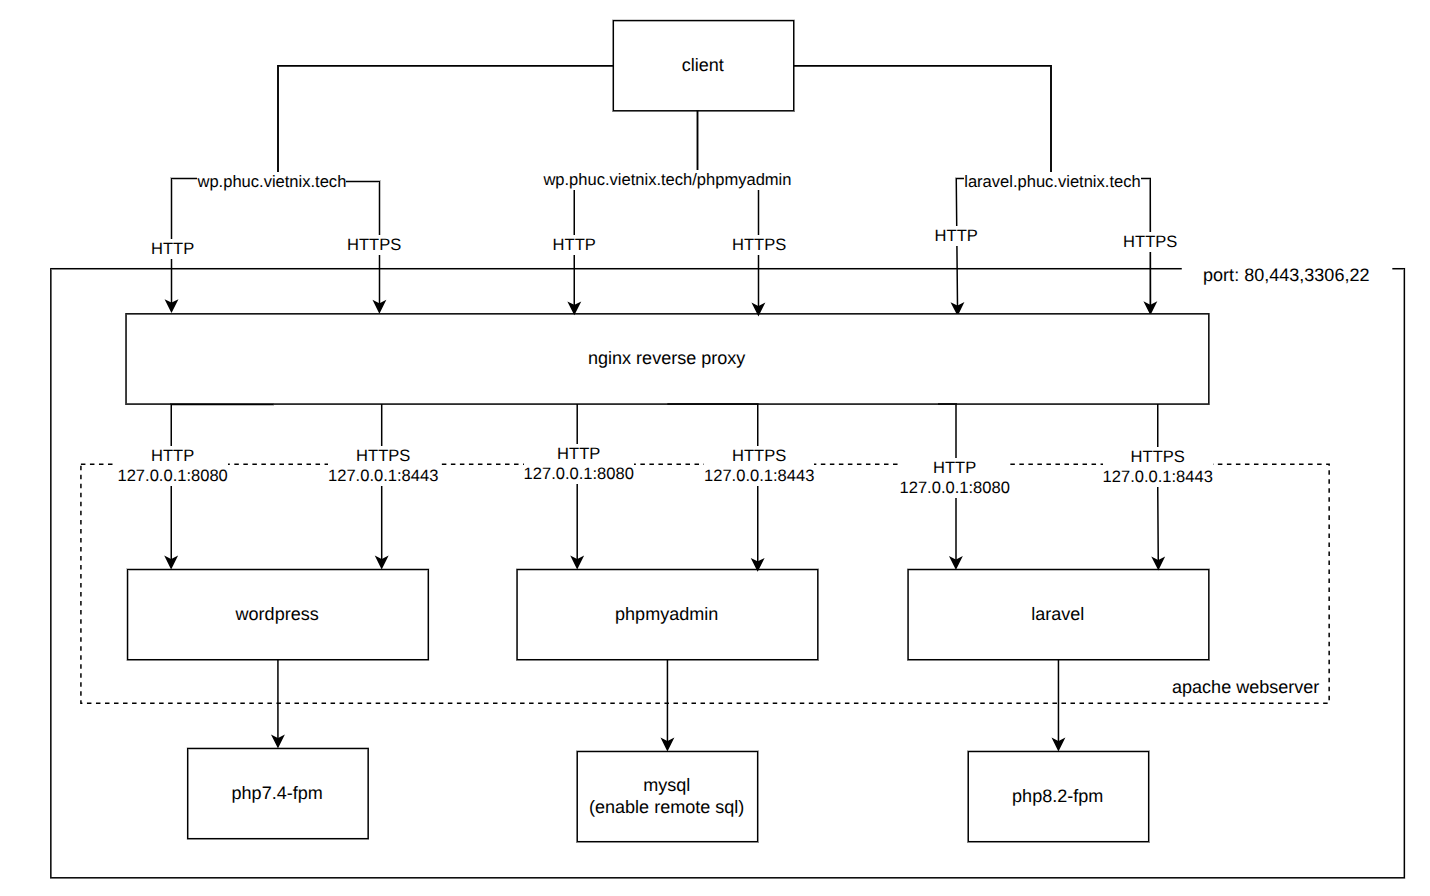 client
wp.phuc.vietnix.tech
wp.phuc.vietnix.tech/phpmyadmin
laravel.phuc.vietnix.tech
HTTP
HTTPS
HTTP
HTTPS
HTTP
HTTPS
port: 80,443,3306,22
nginx reverse proxy
HTTP
127.0.0.1:8080
HTTPS
127.0.0.1:8443
HTTP
127.0.0.1:8080
HTTPS
127.0.0.1:8443
HTTP
127.0.0.1:8080
HTTPS
127.0.0.1:8443
wordpress
phpmyadmin
laravel
apache webserver
php7.4-fpm
mysql
(enable remote sql)
php8.2-fpm